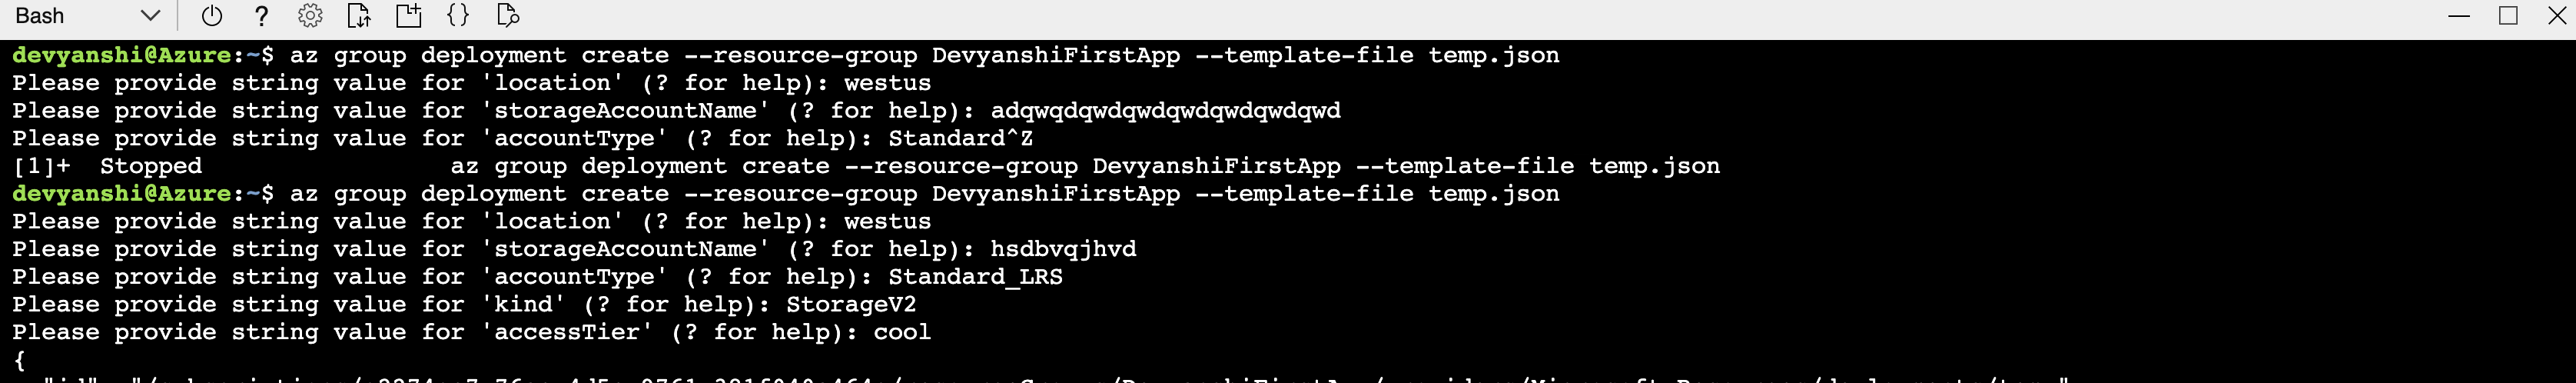 Bash
devyanshi@Azure:~$ az group deployment create --resource-group DevyanshiFirstApp --template-file temp.json
Please provide string value for 'location' (? for help): westus
Please provide string value for 'storageAccountName' (? for help): adqwqdqwdqwdqwdqwdqwdqwd
Please provide string value for 'accountType' (? for help): Standard^Z
[1]+  Stopped                 az group deployment create --resource-group DevyanshiFirstApp --template-file temp.json
devyanshi@Azure:~$ az group deployment create --resource-group DevyanshiFirstApp --template-file temp.json
Please provide string value for 'location' (? for help): westus
Please provide string value for 'storageAccountName' (? for help): hsdbvqjhvd
Please provide string value for 'accountType' (? for help): Standard_LRS
Please provide string value for 'kind' (? for help): StorageV2
Please provide string value for 'accessTier' (? for help): cool
{